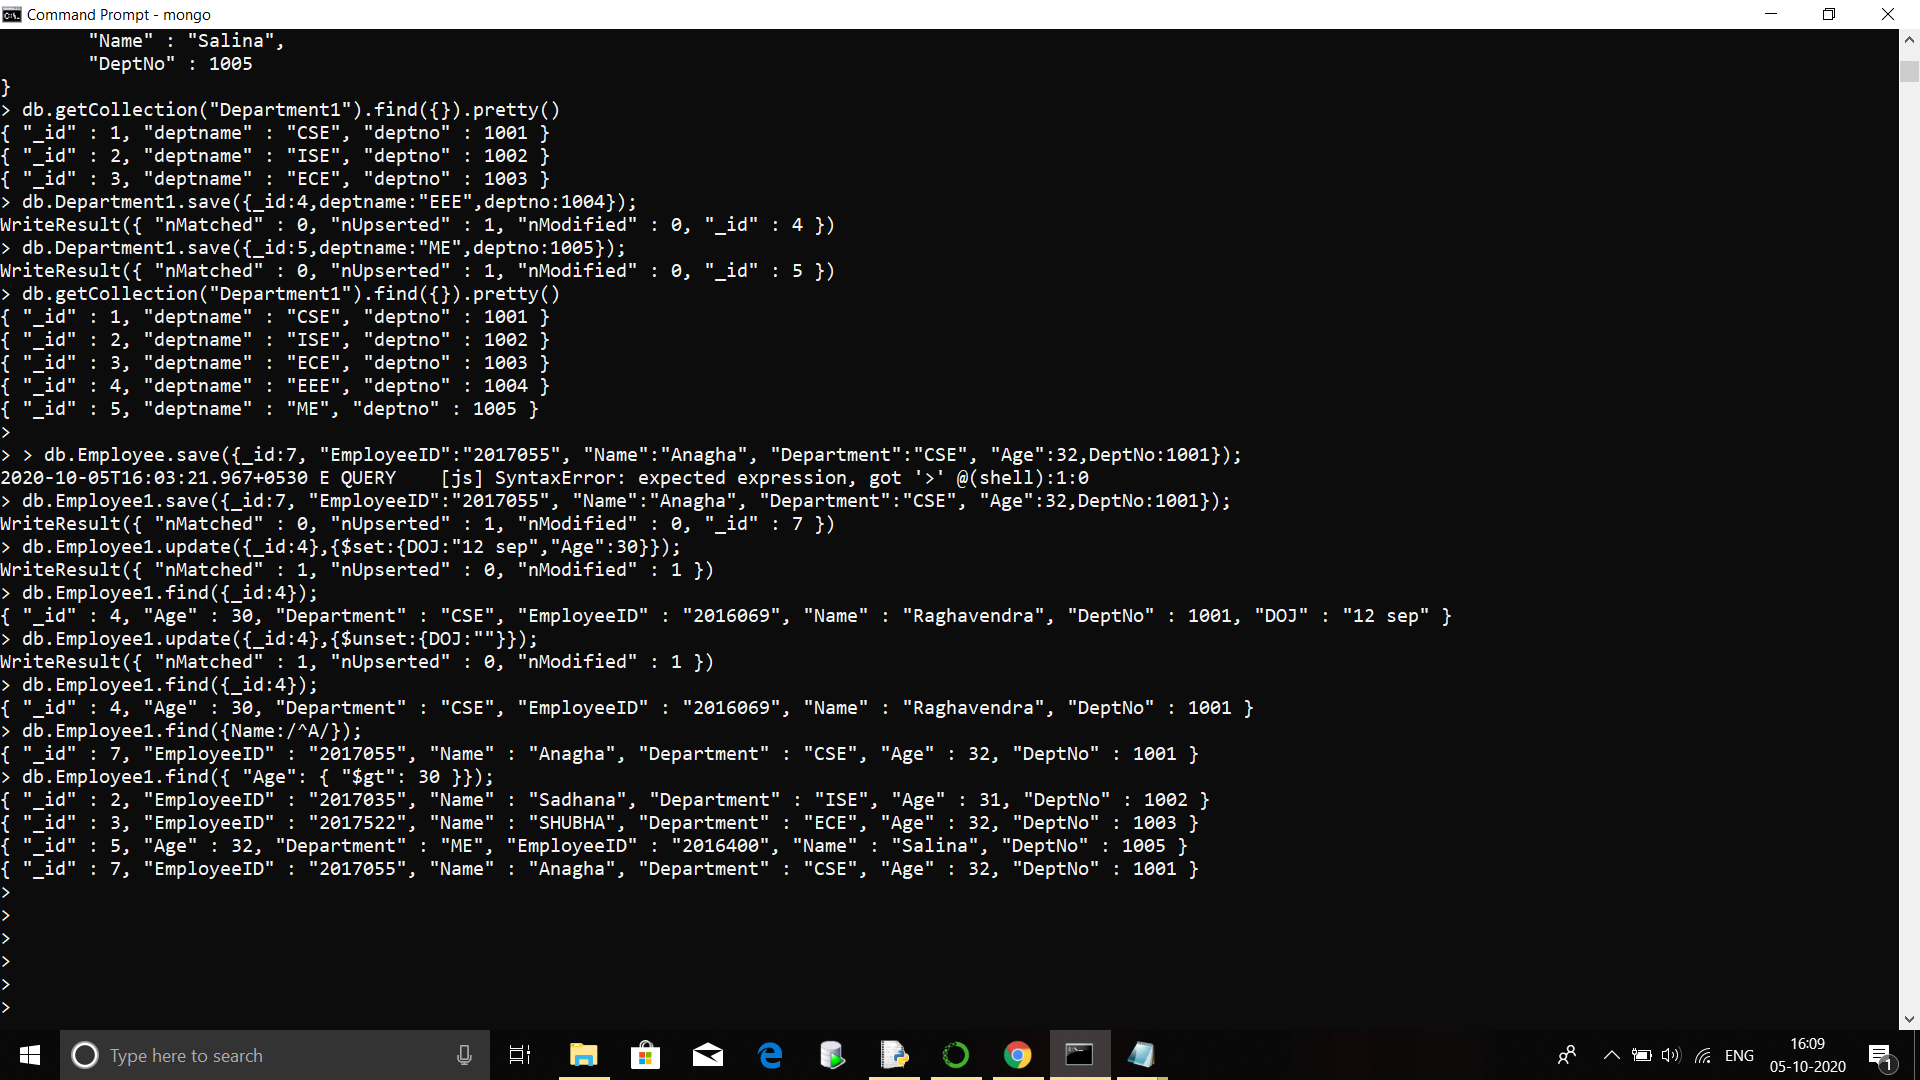 Command Prompt - mongo
"Name" : "Salina",
"DeptNo" : 1005
}
> db.getCollection("Department1").find({}).pretty()
{ "_id" : 1, "deptname" : "CSE", "deptno" : 1001 }
{ "_id" : 2, "deptname" : "ISE", "deptno" : 1002 }
{ "_id" : 3, "deptname" : "ECE", "deptno" : 1003 }
> db.Department1.save({_id:4,deptname:"EEE",deptno:1004});
WriteResult({ "nMatched" : 0, "nUpserted" : 1, "nModified" : 0, "_id" : 4 })
> db.Department1.save({_id:5,deptname:"ME",deptno:1005});
WriteResult({ "nMatched" : 0, "nUpserted" : 1, "nModified" : 0, "_id" : 5 })
> db.getCollection("Department1").find({}).pretty()
{ "_id" : 1, "deptname" : "CSE", "deptno" : 1001 }
{ "_id" : 2, "deptname" : "ISE", "deptno" : 1002 }
{ "_id" : 3, "deptname" : "ECE", "deptno" : 1003 }
{ "_id" : 4, "deptname" : "EEE", "deptno" : 1004 }
{ "_id" : 5, "deptname" : "ME", "deptno" : 1005 }
>
> > db.Employee.save({_id:7, "EmployeeID":"2017055", "Name":"Anagha", "Department":"CSE", "Age":32,DeptNo:1001});
2020-10-05T16:03:21.967+0530 E QUERY    [js] SyntaxError: expected expression, got '>' @(shell):1:0
> db.Employee1.save({_id:7, "EmployeeID":"2017055", "Name":"Anagha", "Department":"CSE", "Age":32,DeptNo:1001});
WriteResult({ "nMatched" : 0, "nUpserted" : 1, "nModified" : 0, "_id" : 7 })
> db.Employee1.update({_id:4},{$set:{DOJ:"12 sep","Age":30}});
WriteResult({ "nMatched" : 1, "nUpserted" : 0, "nModified" : 1 })
> db.Employee1.find({_id:4});
{ "_id" : 4, "Age" : 30, "Department" : "CSE", "EmployeeID" : "2016069", "Name" : "Raghavendra", "DeptNo" : 1001, "DOJ" : "12 sep" }
> db.Employee1.update({_id:4},{$unset:{DOJ:""}});
WriteResult({ "nMatched" : 1, "nUpserted" : 0, "nModified" : 1 })
> db.Employee1.find({_id:4});
{ "_id" : 4, "Age" : 30, "Department" : "CSE", "EmployeeID" : "2016069", "Name" : "Raghavendra", "DeptNo" : 1001 }
> db.Employee1.find({Name:/^A/});
{ "_id" : 7, "EmployeeID" : "2017055", "Name" : "Anagha", "Department" : "CSE", "Age" : 32, "DeptNo" : 1001 }
> db.Employee1.find({ "Age": { "$gt": 30 }});
{ "_id" : 2, "EmployeeID" : "2017035", "Name" : "Sadhana", "Department" : "ISE", "Age" : 31, "DeptNo" : 1002 }
{ "_id" : 3, "EmployeeID" : "2017522", "Name" : "SHUBHA", "Department" : "ECE", "Age" : 32, "DeptNo" : 1003 }
{ "_id" : 5, "Age" : 32, "Department" : "ME", "EmployeeID" : "2016400", "Name" : "Salina", "DeptNo" : 1005 }
{ "_id" : 7, "EmployeeID" : "2017055", "Name" : "Anagha", "Department" : "CSE", "Age" : 32, "DeptNo" : 1001 }
>
>
>
>
>
>
Type here to search
ENG
16:09
05-10-2020
1